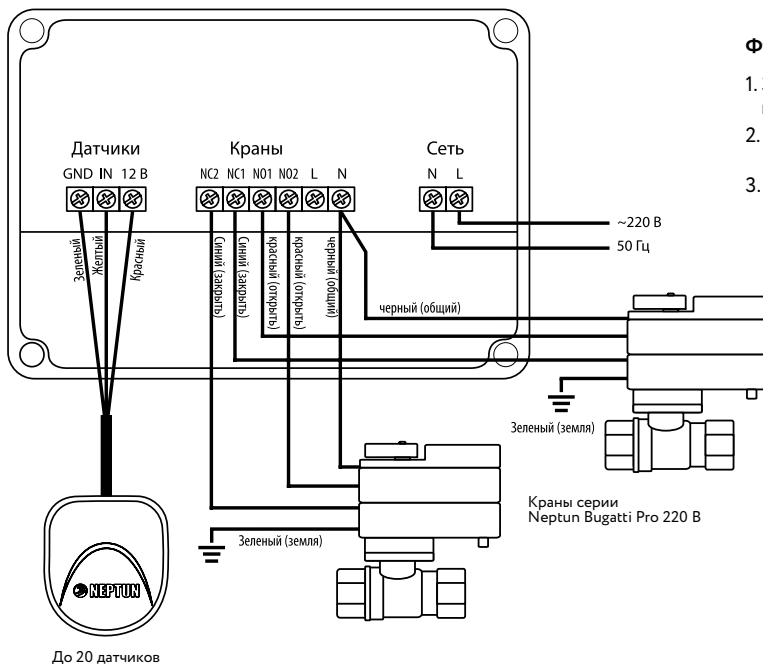 Ф
1.
2.
3.
Датчики
Краны
Сеть
GND IN 12 В
NC2 NC1 NO1 NO2 L N
N L
~220 В
50 Гц
Зеленый
Желтый
Красный
Синий (закрыть)
Синий (закрыть)
красный (открыть)
красный (открыть)
черный (общий)
черный (общий)
Зеленый (земля)
Краны серии
Neptun Bugatti Pro 220 В
Зеленый (земля)
NEPTUN
До 20 датчиков